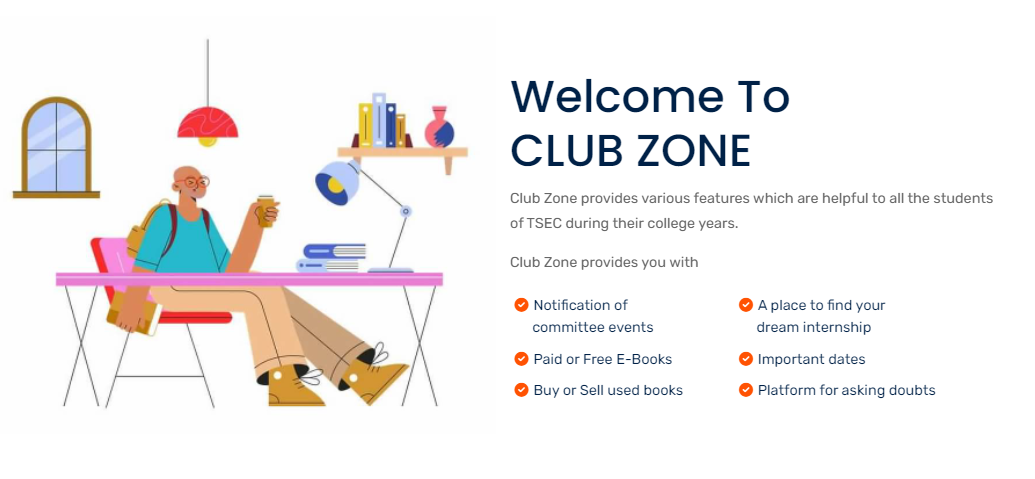 Welcome To
CLUB ZONE
Club Zone provides various features which are helpful to all the students
of TSEC during their college years.
Club Zone provides you with
Notification of
committee events
Paid or Free E-Books
Buy or Sell used books
A place to find your
dream internship
Important dates
Platform for asking doubts